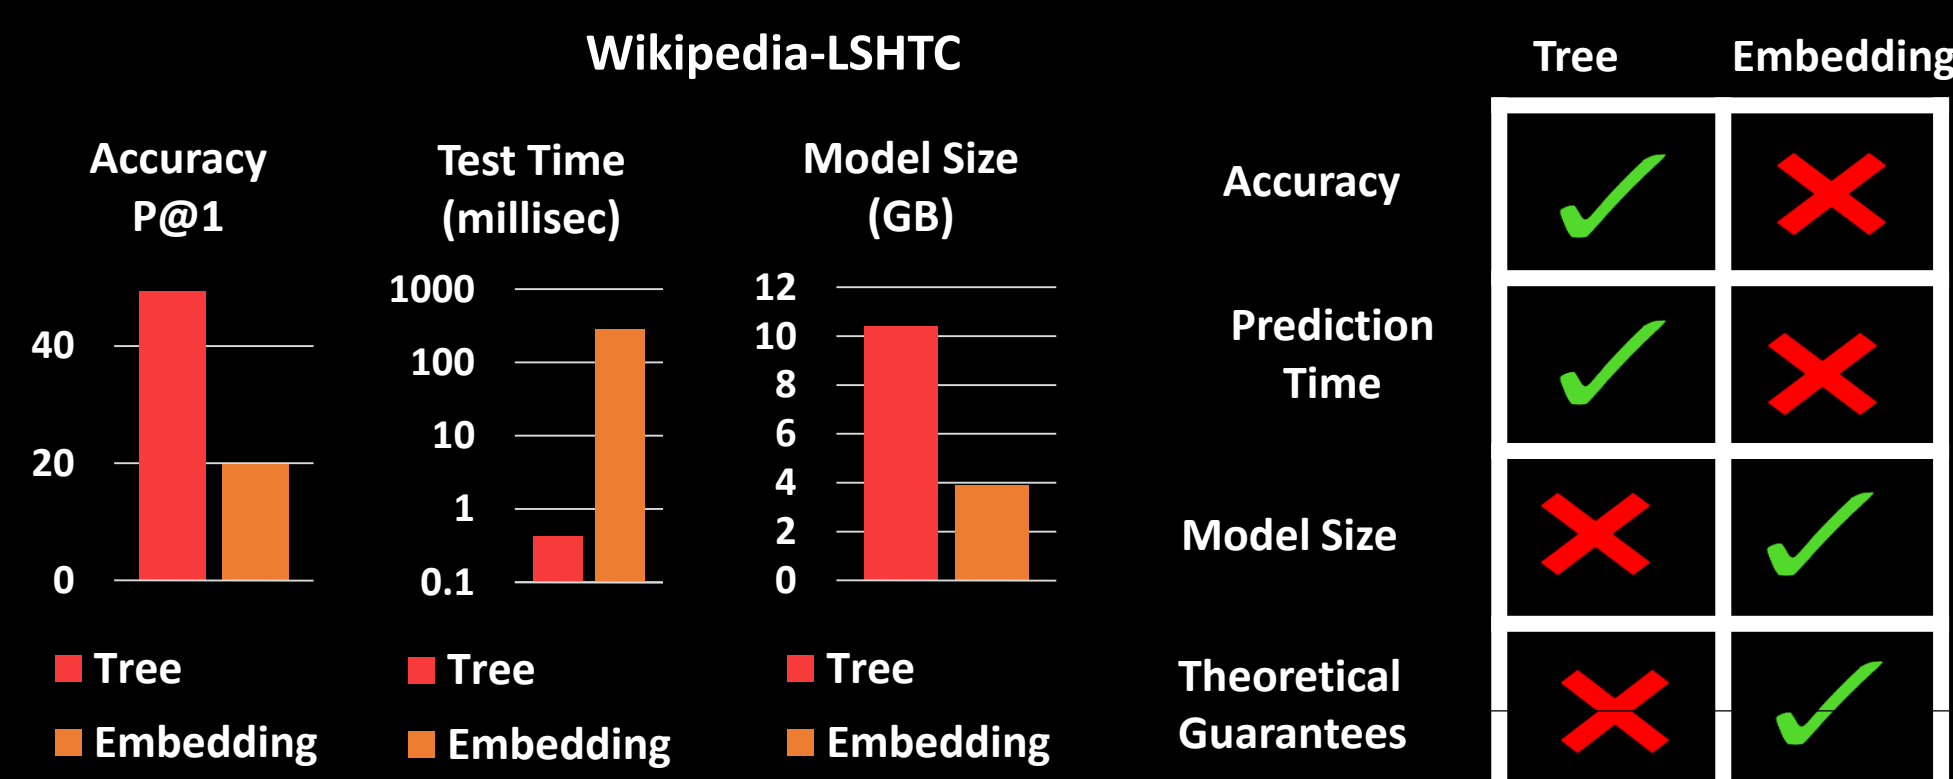 Wikipedia-LSHTC
Accuracy
P@1
40
20
0
Tree
Embedding
Test Time
(millisec)
1000
100
10
1
0.1
Tree
Embedding
Model Size
(GB)
12
10
8
6
4
2
0
Tree
Embedding
Tree Embedding
Accuracy
Prediction
Time
Model Size
Theoretical
Guarantees